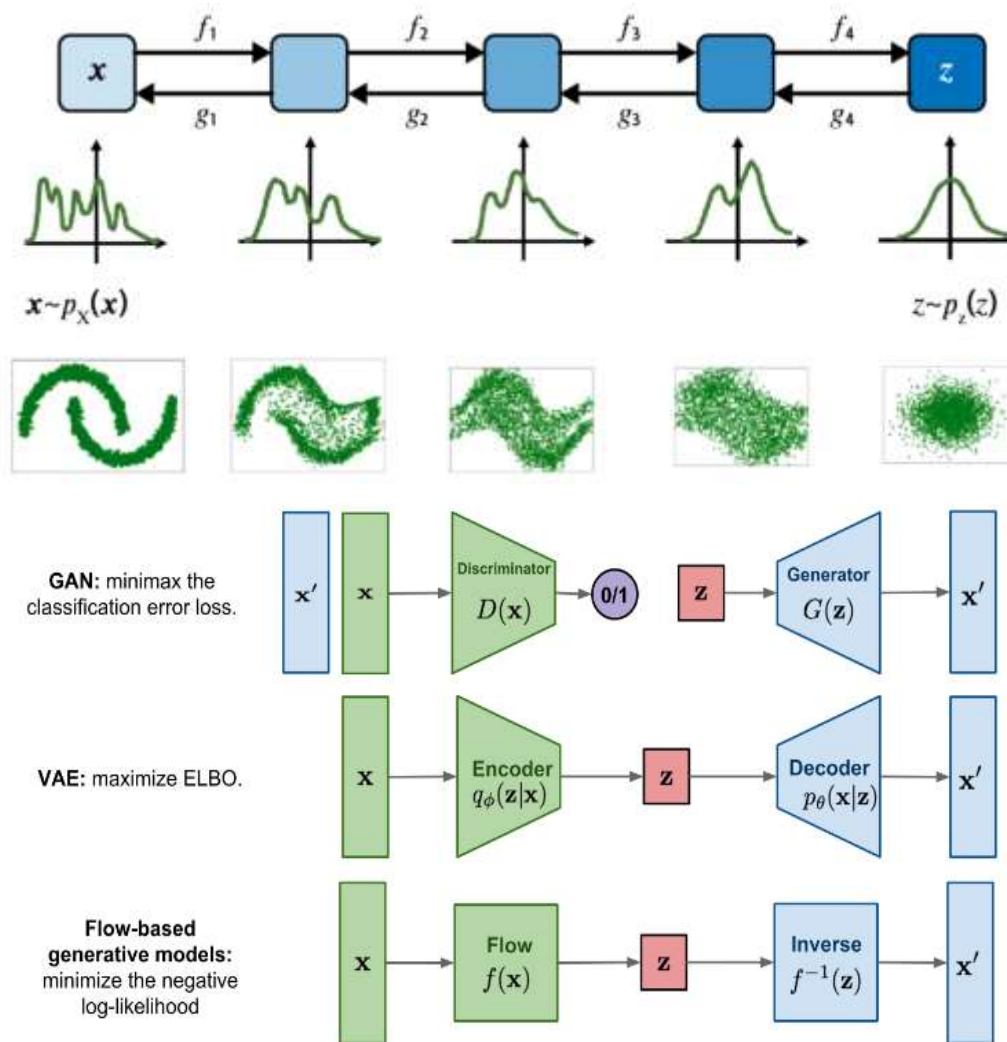 f₁ f₂ f₃ f₄
x z
g₁ g₂ g₃ g₄
x~p_X(x) z~p_z(z)
GAN: minimax the
classification error loss.
x′ x
Discriminator
D(x)
0/1
z
Generator
G(z)
x′
VAE: maximize ELBO.
x
Encoder
q_ϕ(z|x)
z
Decoder
p_θ(x|z)
x′
Flow-based
generative models:
minimize the negative
log-likelihood
x
Flow
f(x)
z
Inverse
f⁻¹(z)
x′